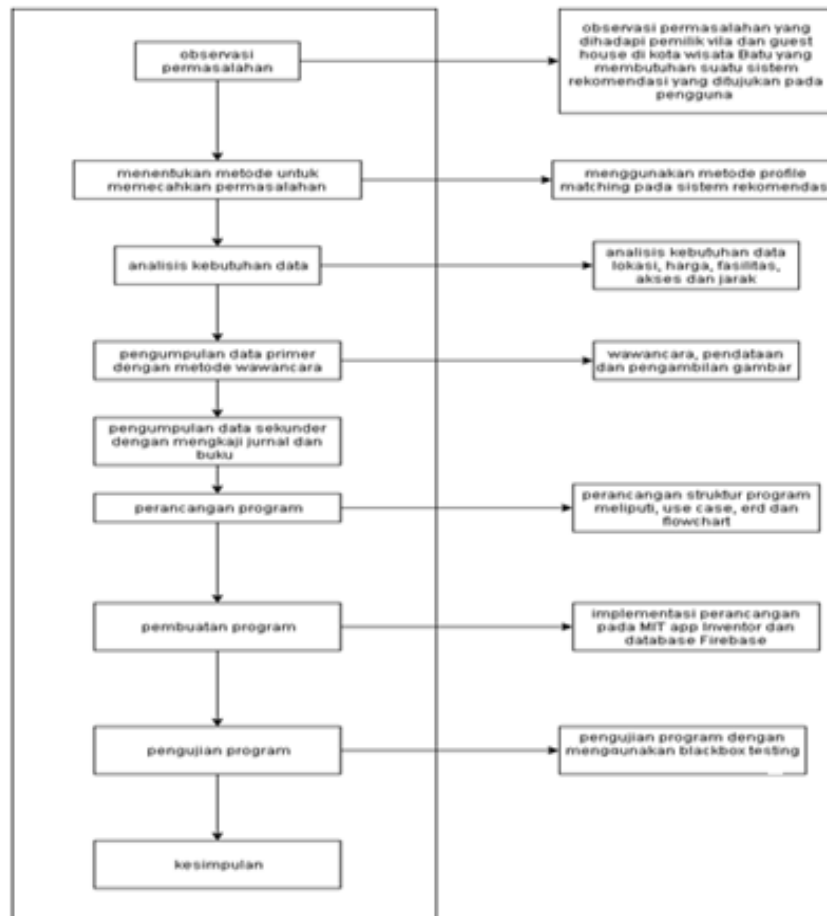 observasi
permasalahan
observasi permasalahan yang
dihadapi pemilik vila dan guest
house di kota wisata Batu yang
membutuhkan suatu sistem
rekomendasi yang ditujukan pada
pengguna
menentukan metode untuk
memecahkan permasalahan
menggunakan metode profile
matching pada sistem rekomendasi
analisis kebutuhan data
analisis kebutuhan data
lokasi, harga, fasilitas,
akses dan jarak
pengumpulan data primer
dengan metode wawancara
wawancara, pendataan
dan pengambilan gambar
pengumpulan data sekunder
dengan mengkaji jurnal dan
buku
perancangan program
perancangan struktur program
meliputi, use case, erd dan
flowchart
pembuatan program
implementasi perancangan
pada MIT app Inventor dan
database Firebase
pengujian program
pengujian program dengan
menggunakan blackbox testing
kesimpulan